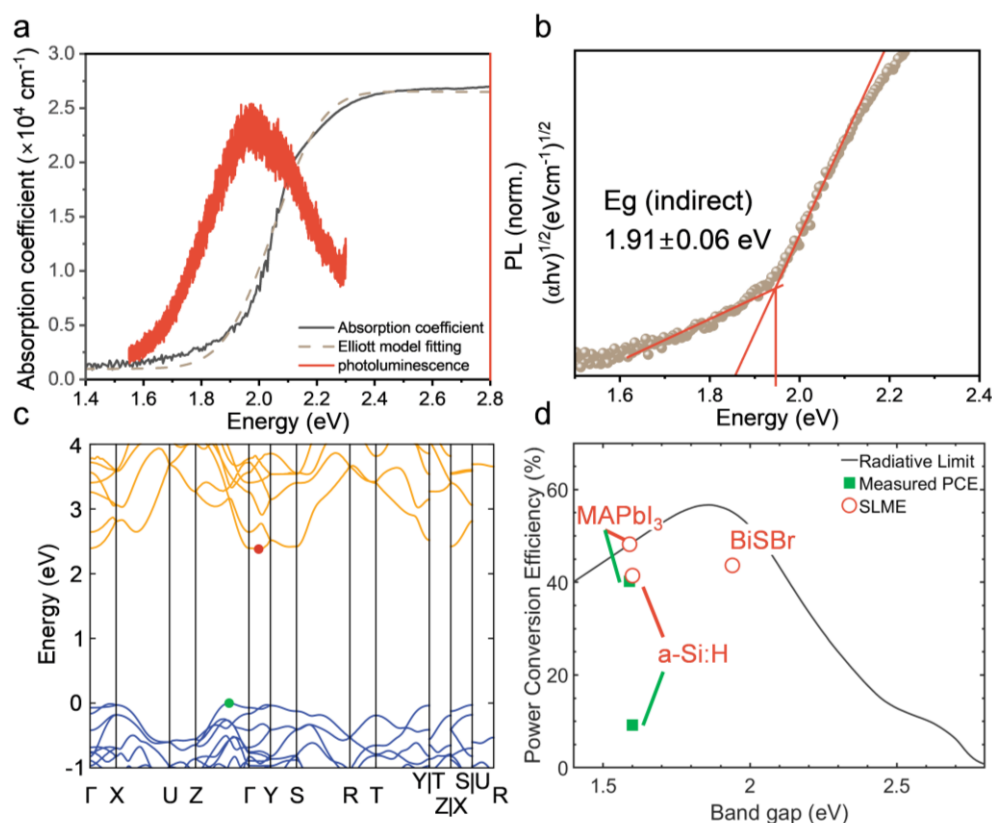 a
3.0
2.5
2.0
1.5
1.0
0.5
0.0
Absorption coefficient (×10⁴ cm⁻¹)
Absorption coefficient
Elliott model fitting
photoluminescence
1.4 1.6 1.8 2.0 2.2 2.4 2.6 2.8
Energy (eV)
PL (norm.)
b
(αhν)¹/²(eVcm⁻¹)¹/²
Eg (indirect)
1.91±0.06 eV
1.6 1.8 2.0 2.2 2.4
Energy (eV)
c
4
3
2
0
-1
Energy (eV)
Γ X U Z Γ Y S R T Y|T Z|X S|U R
d
60
40
20
0
Power Conversion Efficiency (%)
Radiative Limit
Measured PCE
SLME
MAPbI₃
BiSBr
a-Si:H
1.5 2 2.5
Band gap (eV)